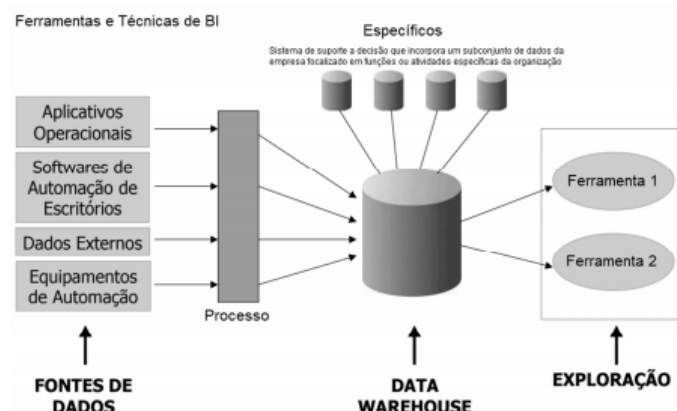 Ferramentas e Técnicas de BI
Específicos
Sistema de suporte a decisão que incorpora um subconjunto de dados da
empresa focalizado em funções ou atividades específicas da organização
Aplicativos
Operacionais
Softwares de
Automação de
Escritórios
Dados Externos
Equipamentos
de Automação
Processo
Ferramenta 1
Ferramenta 2
FONTES DE
DADOS
DATA
WAREHOUSE
EXPLORAÇÃO